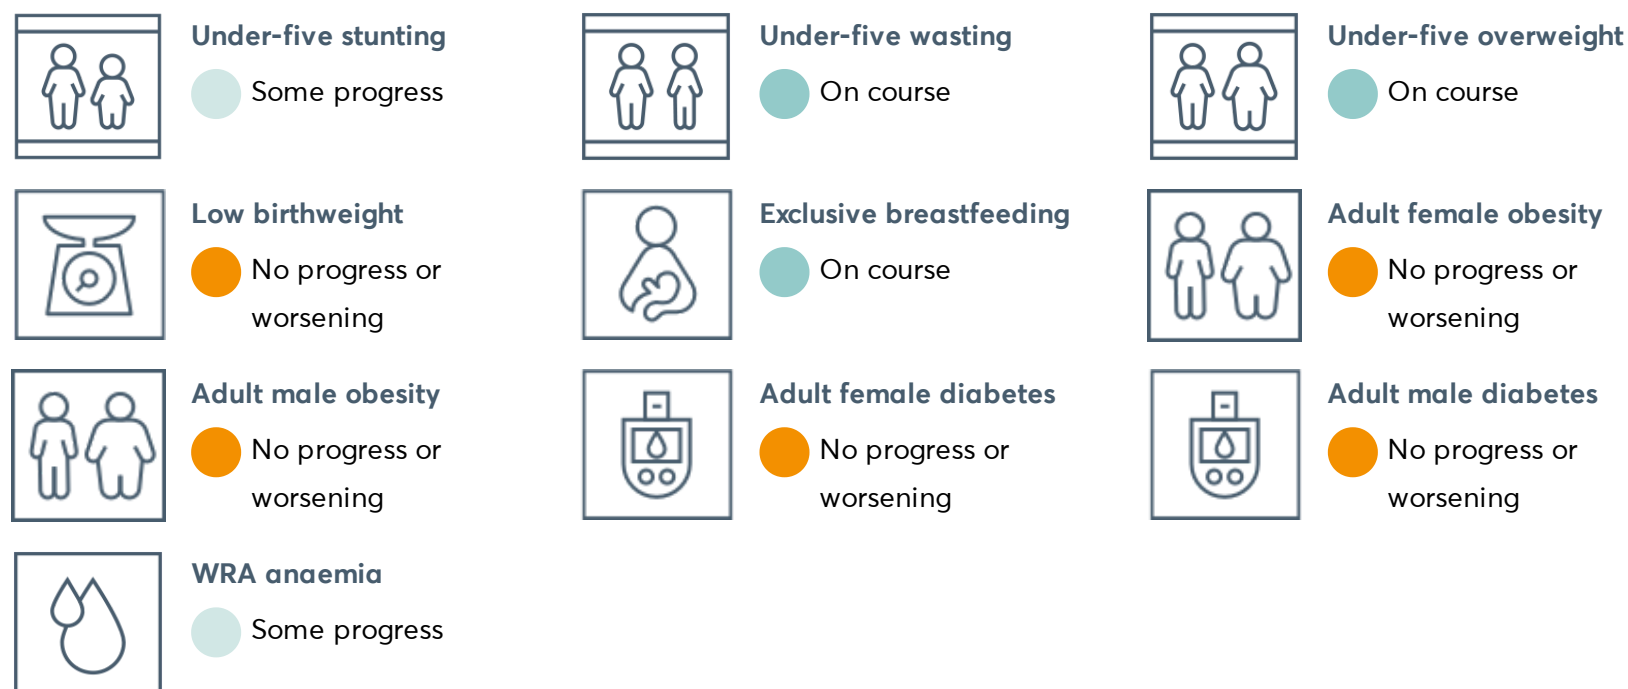 Under-five stunting
Some progress
Under-five wasting
On course
Under-five overweight
On course
Low birthweight
No progress or
worsening
Exclusive breastfeeding
On course
Adult female obesity
No progress or
worsening
Adult male obesity
No progress or
worsening
Adult female diabetes
No progress or
worsening
Adult male diabetes
No progress or
worsening
WRA anaemia
Some progress